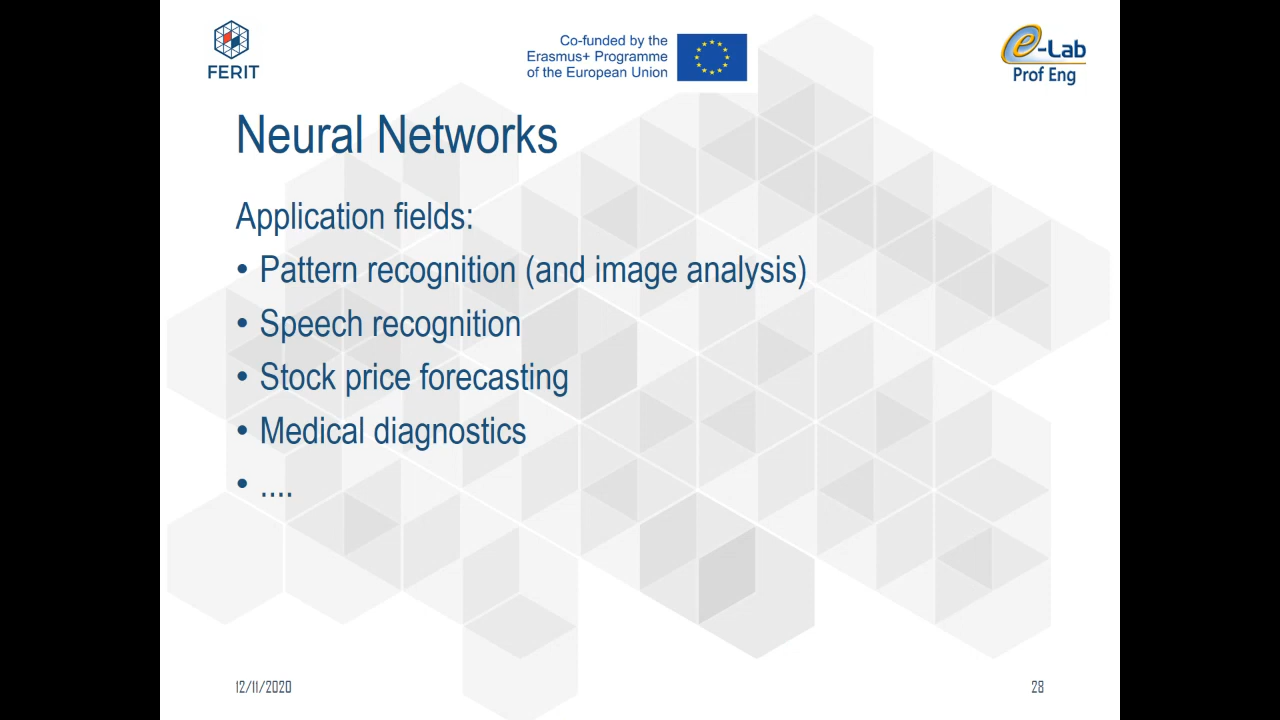 FERIT
Co-funded by the
Erasmus+ Programme
of the European Union
e-Lab
Prof Eng
Neural Networks
Application fields:
• Pattern recognition (and image analysis)
• Speech recognition
• Stock price forecasting
• Medical diagnostics
• ....
12/11/2020
28